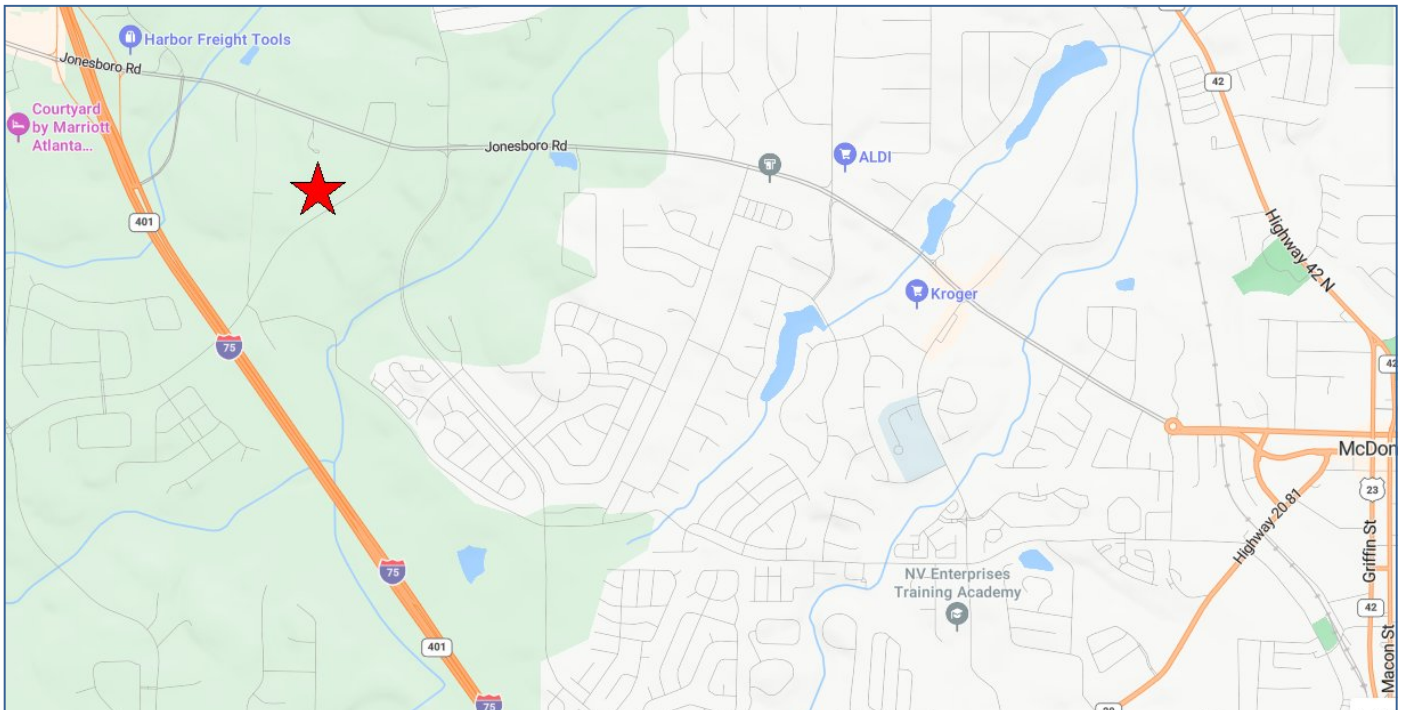 Harbor Freight Tools
Jonesboro Rd
42
Courtyard
by Marriott
Atlanta...
Jonesboro Rd
ALDI
401
Highway 42 N
Kroger
75
42
McDon
23
Highway 20 81
Griffin St
75
NV Enterprises
Training Academy
42
401
Macon St
75